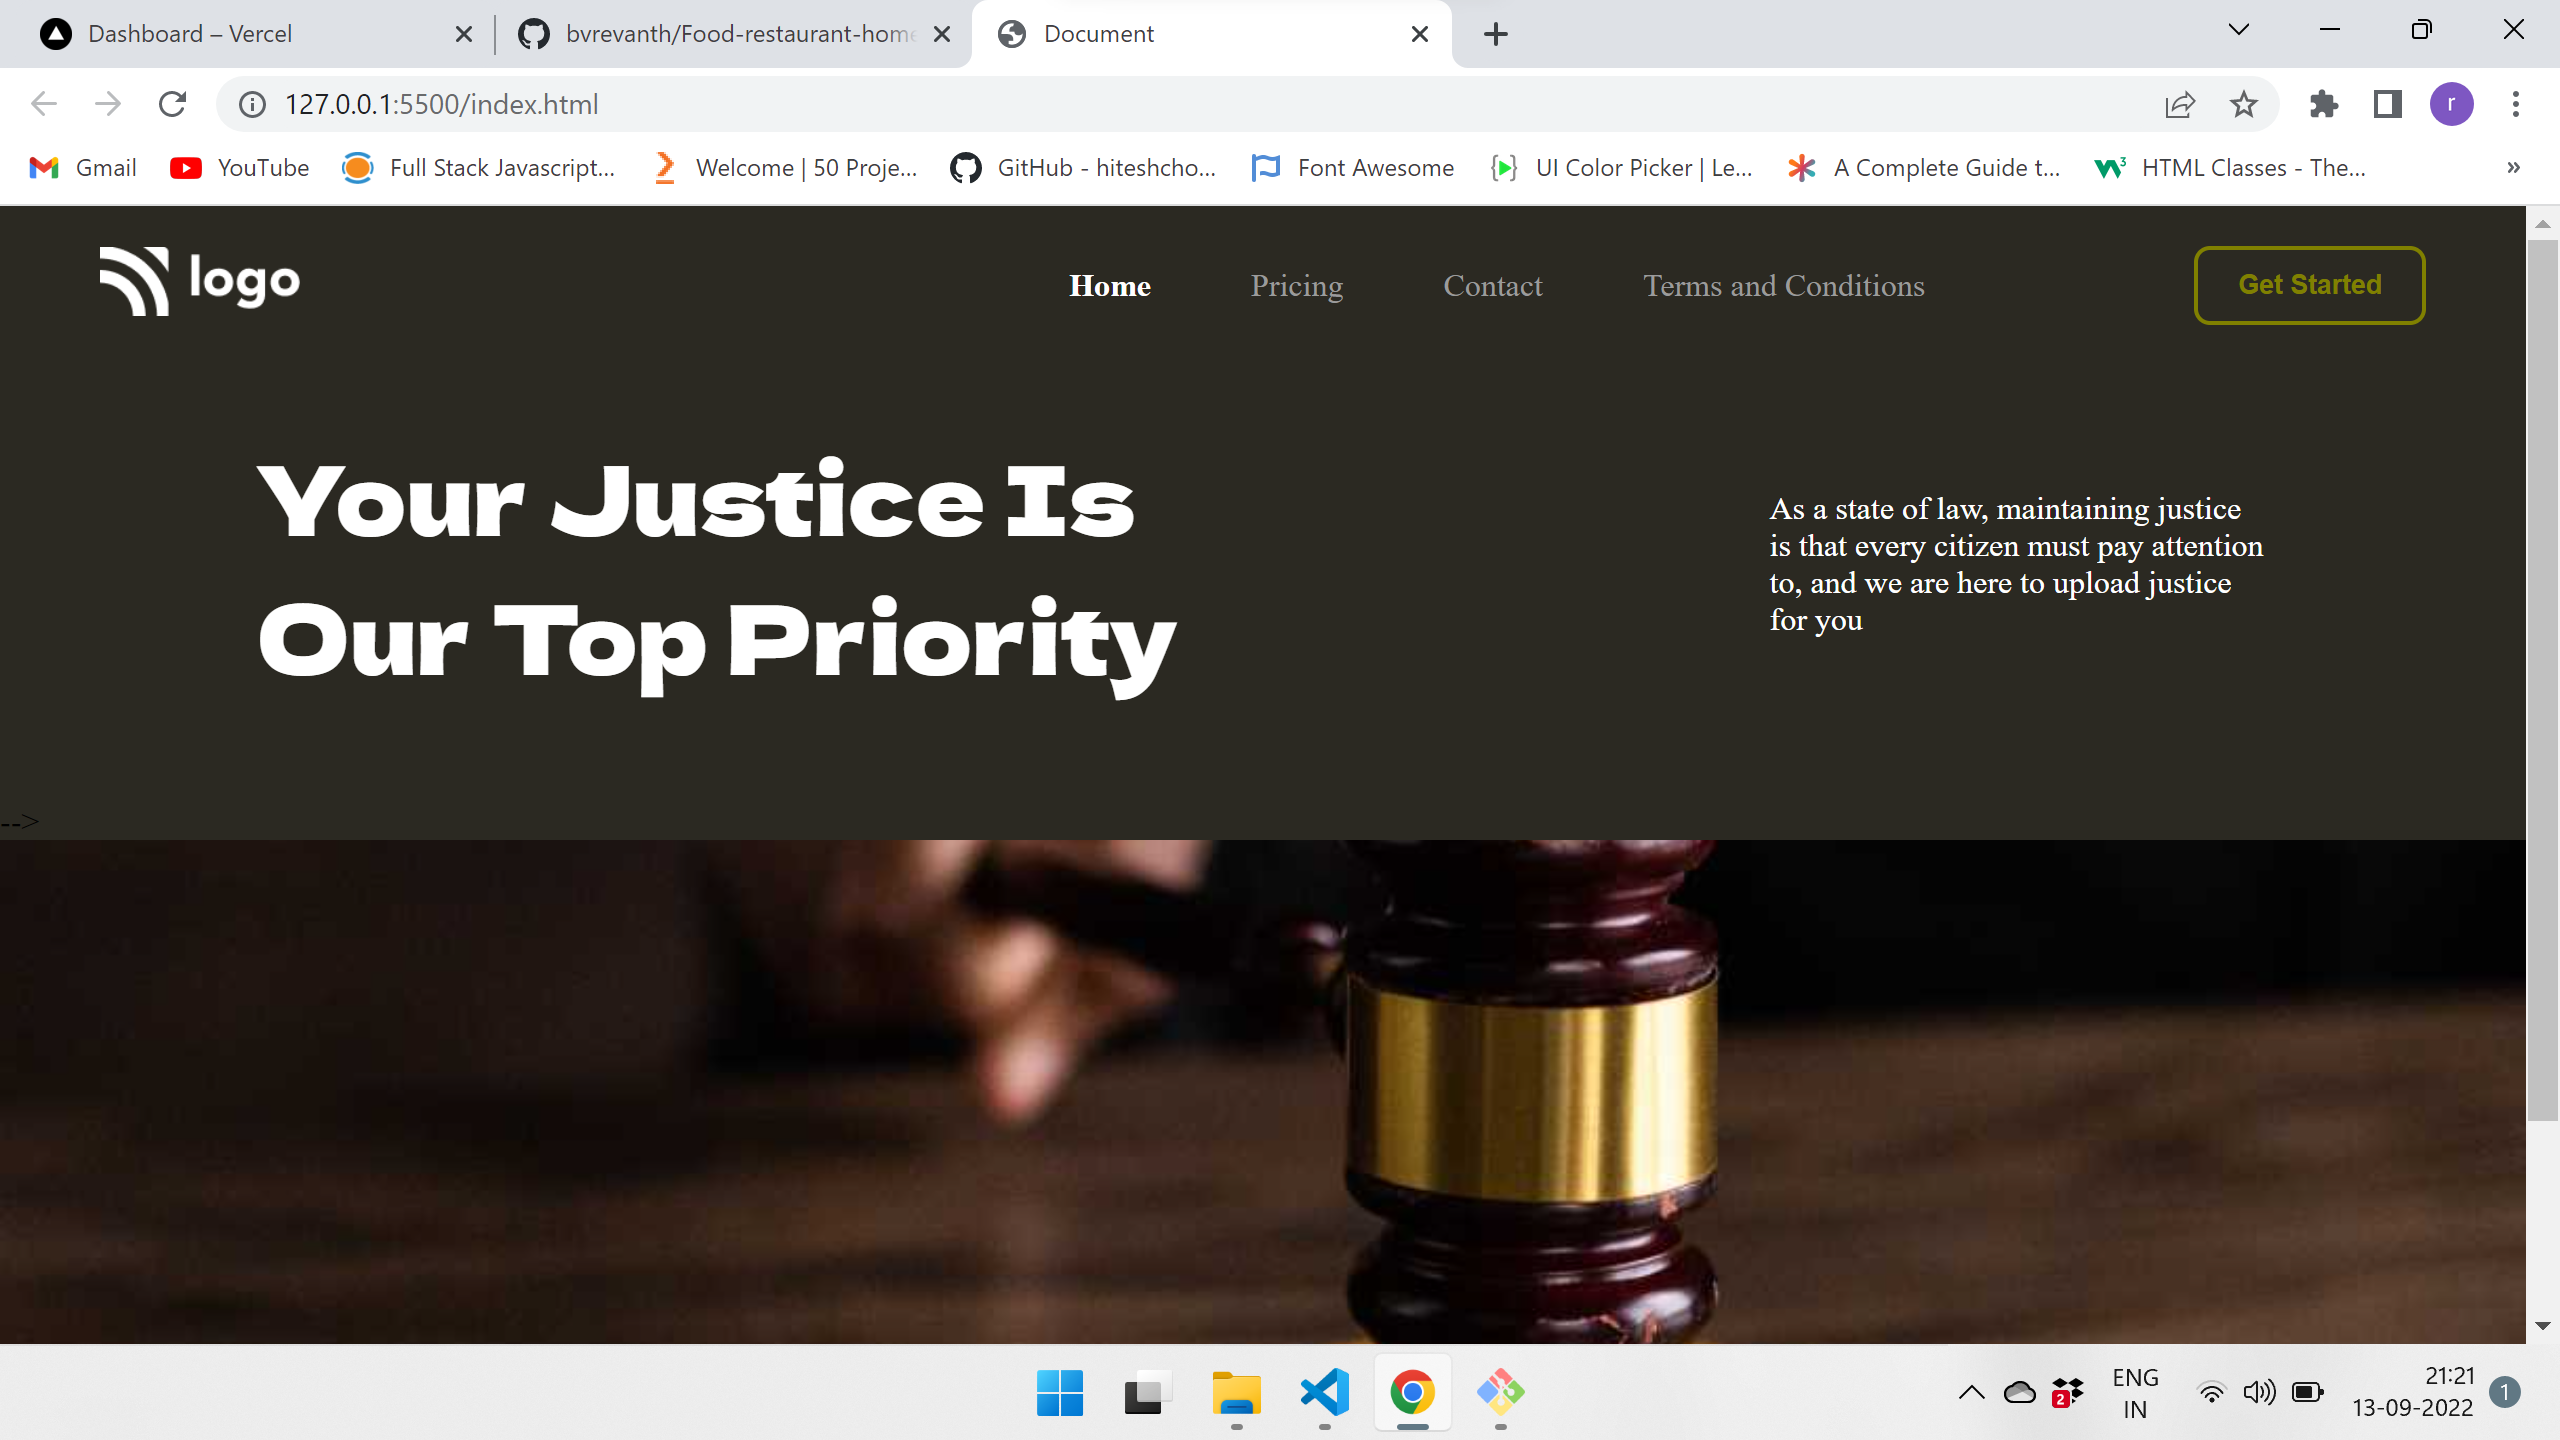 Dashboard – Vercel
bvrevanth/Food-restaurant-home
Document
127.0.0.1:5500/index.html
r
Gmail
YouTube
Full Stack Javascript...
Welcome | 50 Proje...
GitHub - hiteshcho...
Font Awesome
UI Color Picker | Le...
A Complete Guide t...
HTML Classes - The...
»
logo
Home
Pricing
Contact
Terms and Conditions
Get Started
Your Justice Is
Our Top Priority
As a state of law, maintaining justice
is that every citizen must pay attention
to, and we are here to upload justice
for you
-->
2
ENG
IN
21:21
13-09-2022
1